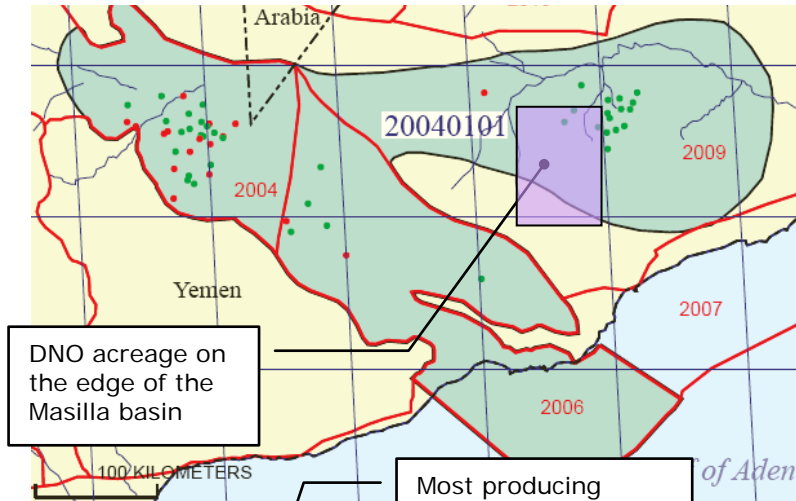 Arabia
20040101
2009
2004
Yemen
2007
DNO acreage on
the edge of the
Masilla basin
2006
100 KILOMETERS
Most producing
of Aden